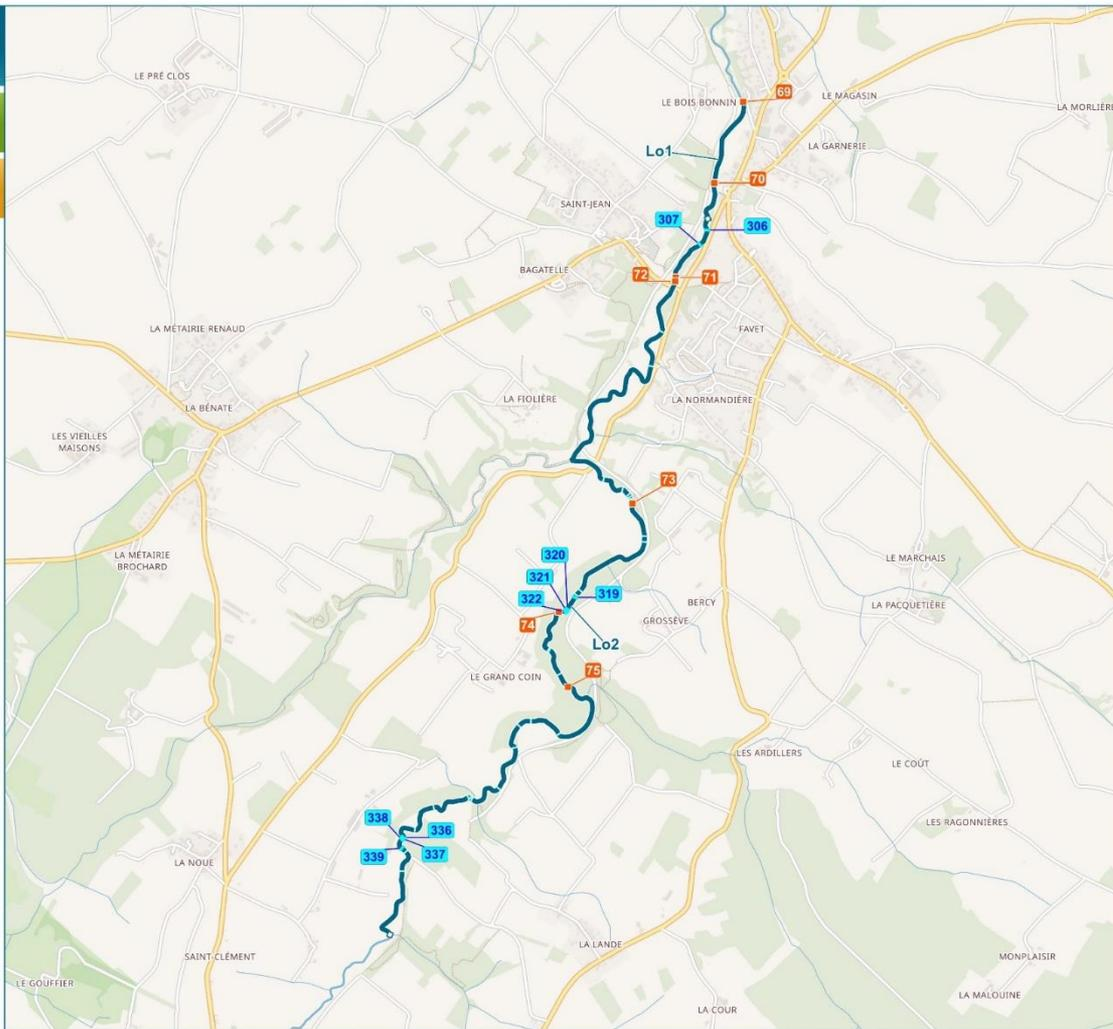 LE PRÉ CLOS
LE BOIS BONNIN
69
LE MAGASIN
LA MORLIÈRE
LA GARNERIE
Lo1
70
SAINT-JEAN
307
306
BAGATELLE
72
71
LA MÉTAIRIE RENAUD
FAVET
LA FIOLIÈRE
LA NORMANDIÈRE
LA BÉNATE
LES VIEILLES
MAISONS
73
LA MÉTAIRIE
BROCHARD
320
LE MARCHAIS
321
322
319
BERCY
LA PACQUETIÈRE
74
GROSSÈVE
Lo2
75
LE GRAND COIN
LES ARDILLERS
LE COÛT
338
336
LES RAGONNIÈRES
339
337
LA NOUE
LA LANDE
SAINT-CLÉMENT
MONPLAISIR
LE GOUFFIER
LA MALOUINE
LA COUR